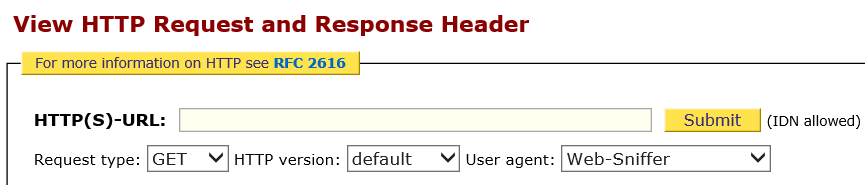 View HTTP Request and Response Header
For more information on HTTP see RFC 2616
HTTP(S)-URL: Submit (IDN allowed)
Request type: GET HTTP version: default User agent: Web-Sniffer